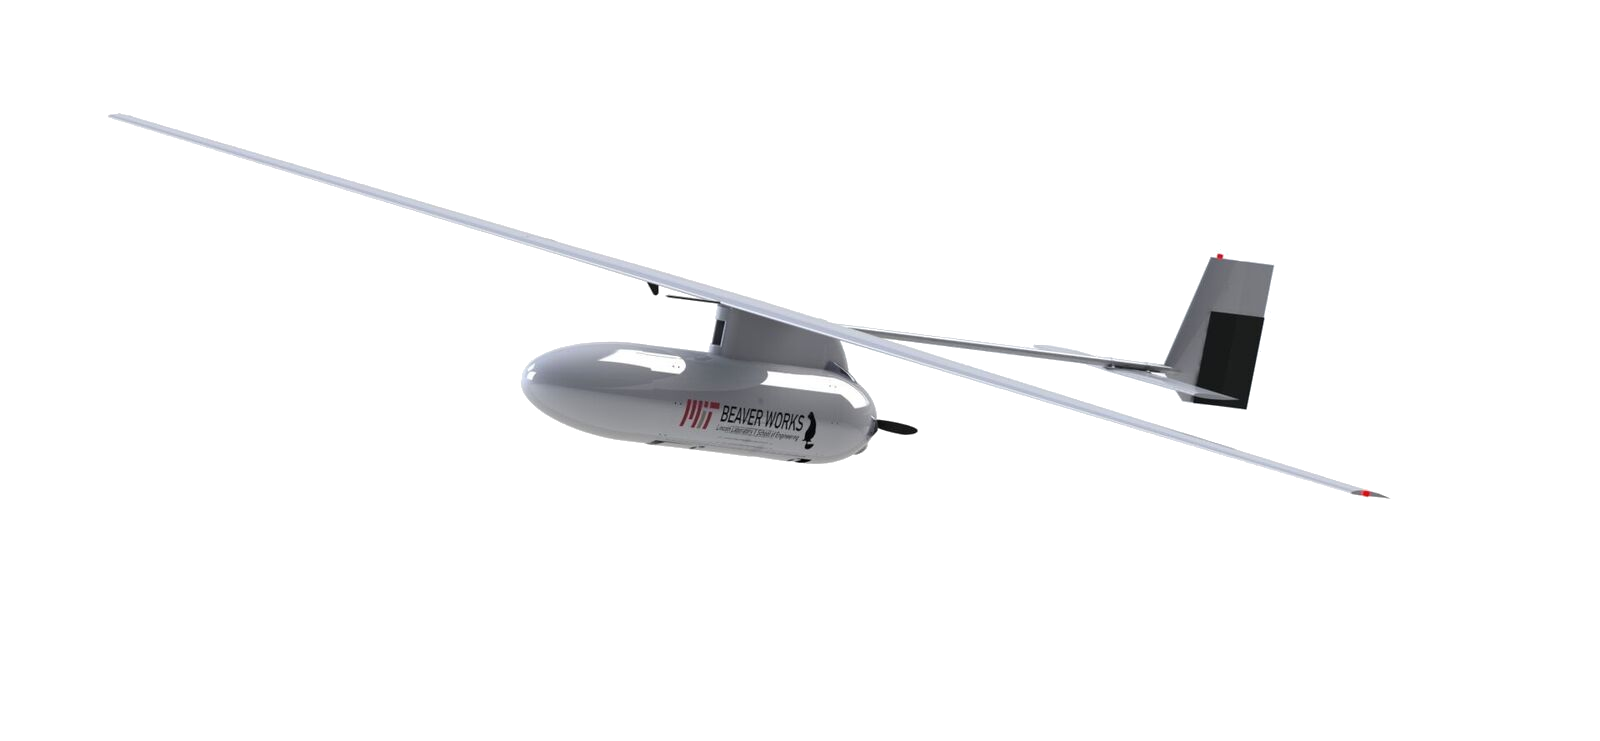 MIT BEAVER WORKS
Lincoln Laboratory | School of Engineering